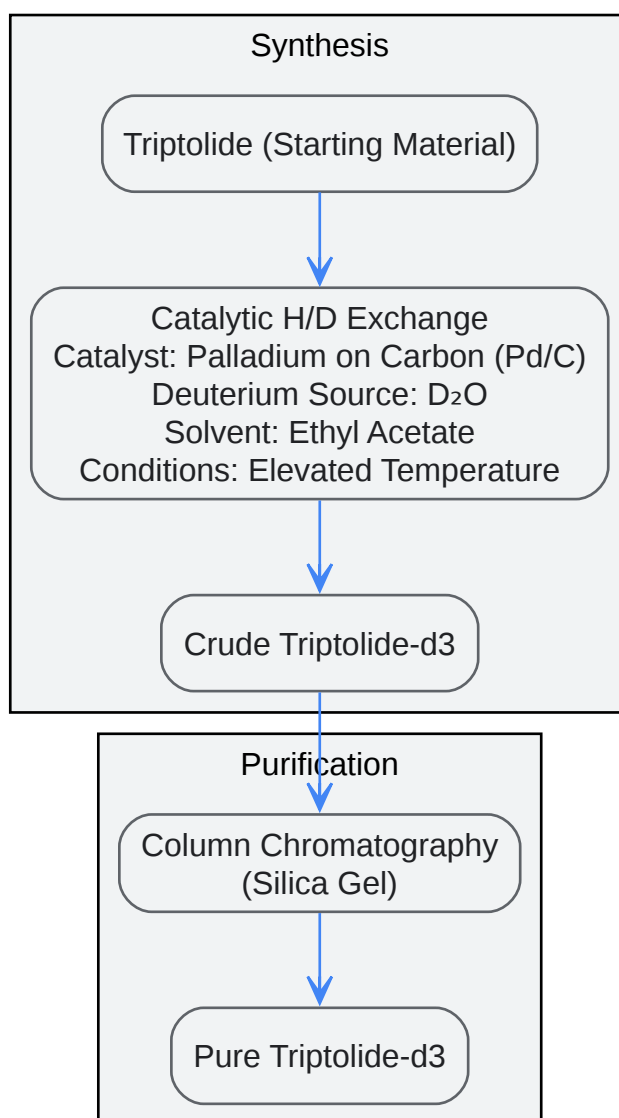 Synthesis
Triptolide (Starting Material)
Catalytic H/D Exchange
Catalyst: Palladium on Carbon (Pd/C)
Deuterium Source: D₂O
Solvent: Ethyl Acetate
Conditions: Elevated Temperature
Crude Triptolide-d3
Purification
Column Chromatography
(Silica Gel)
Pure Triptolide-d3